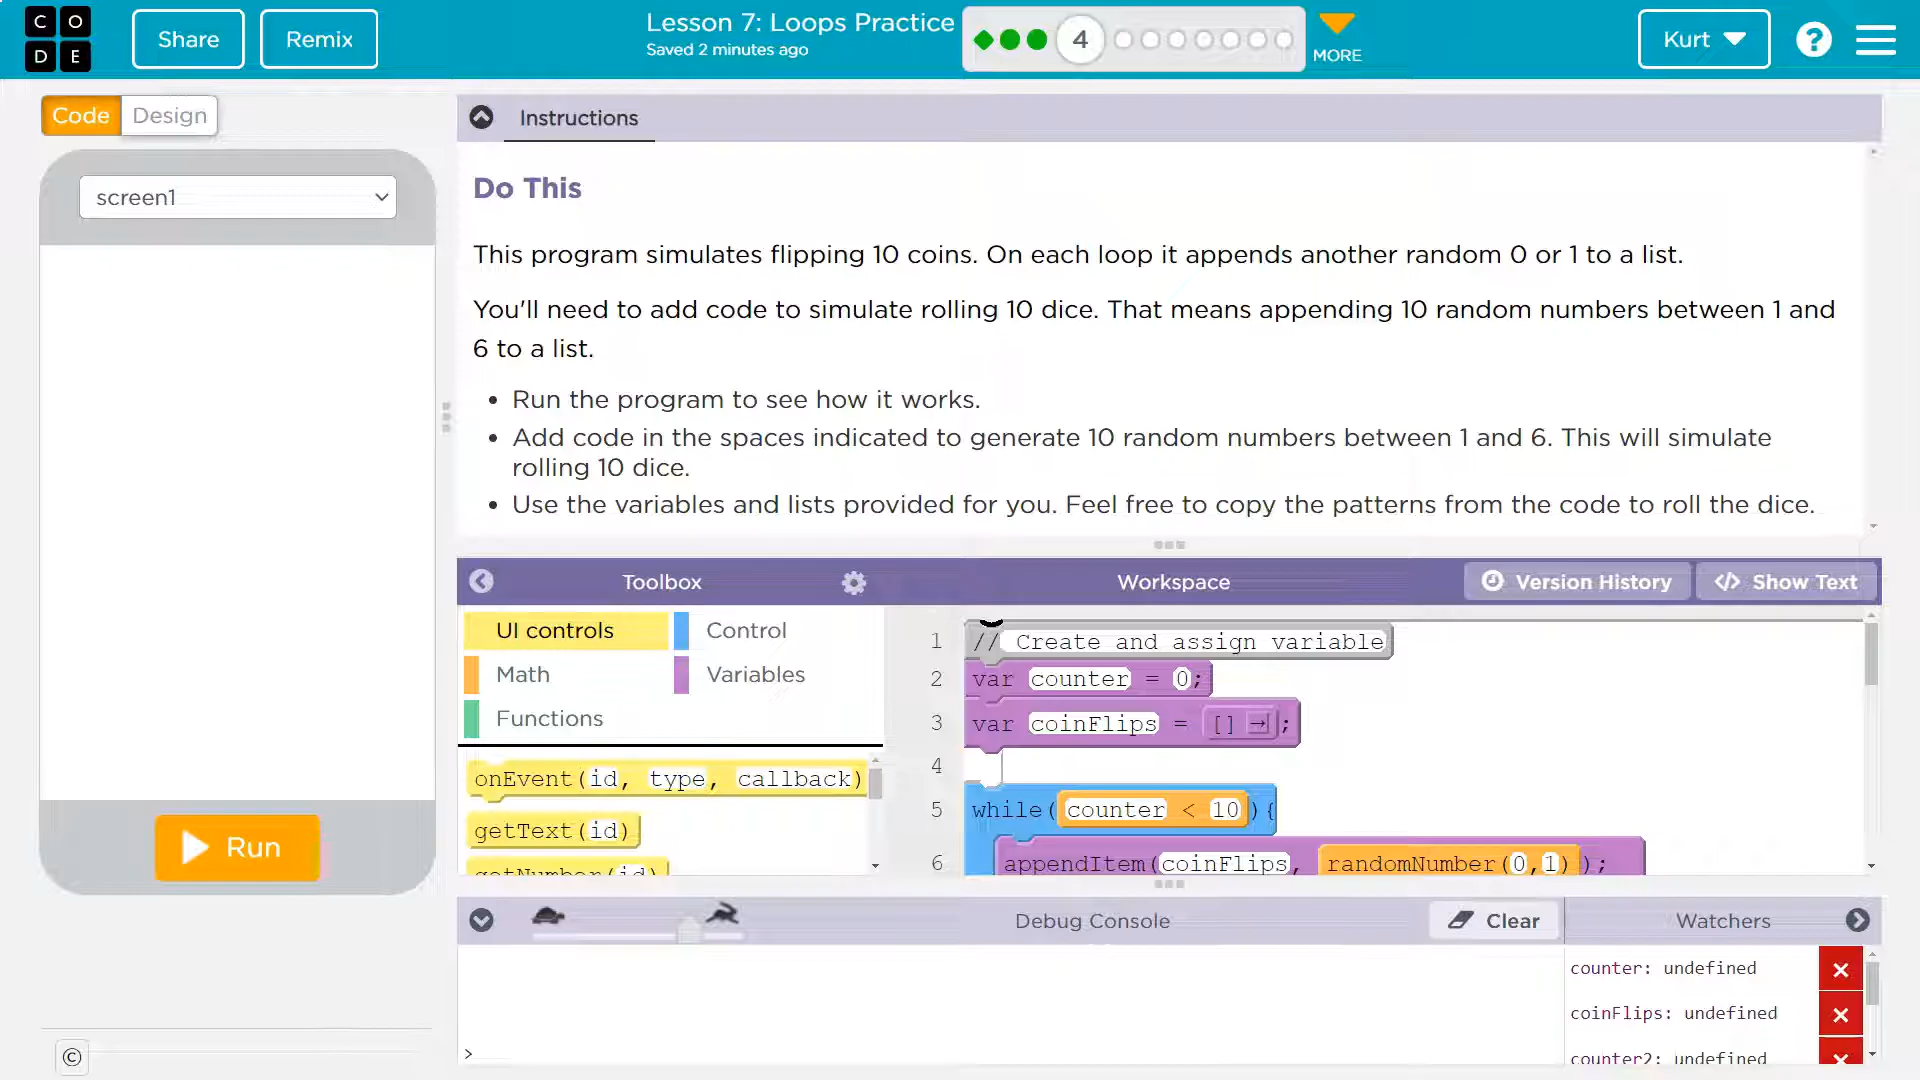 CO
DE
Share
Remix
Lesson 7: Loops Practice
Saved 2 minutes ago
4
MORE
Kurt
?
Code
Design
screen1
Run
Instructions
Do This
This program simulates flipping 10 coins. On each loop it appends another random 0 or 1 to a list.
You'll need to add code to simulate rolling 10 dice. That means appending 10 random numbers between 1 and
6 to a list.
• Run the program to see how it works.
• Add code in the spaces indicated to generate 10 random numbers between 1 and 6. This will simulate
rolling 10 dice.
• Use the variables and lists provided for you. Feel free to copy the patterns from the code to roll the dice.
Toolbox
Workspace
Version History
</> Show Text
UI controls
Control
Math
Variables
Functions
onEvent(id, type, callback)
getText(id)
getNumber(id)
1 // Create and assign variable
2 var counter = 0;
3 var coinFlips = [];
4
5 while(counter < 10){
6 appendItem(coinFlips, randomNumber(0,1));
Debug Console
Clear
Watchers
counter: undefined
coinFlips: undefined
counter2: undefined
>
©